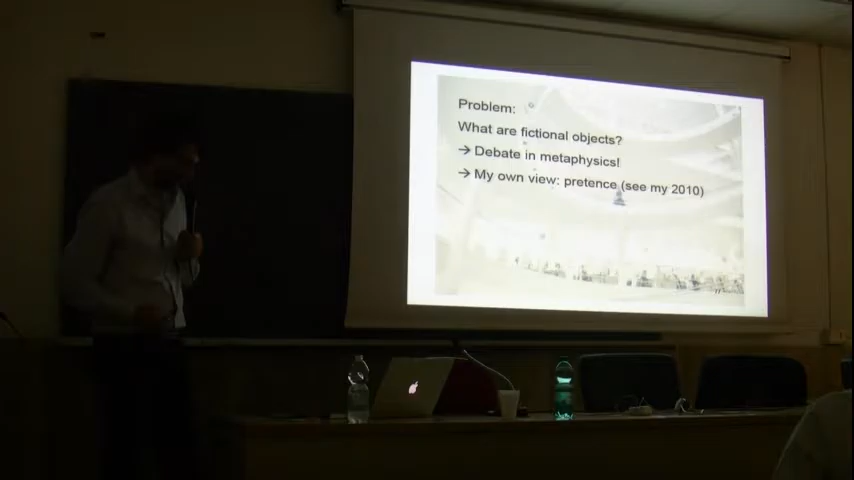 Problem:
What are fictional objects?
→ Debate in metaphysics!
→ My own view: pretence (see my 2010)